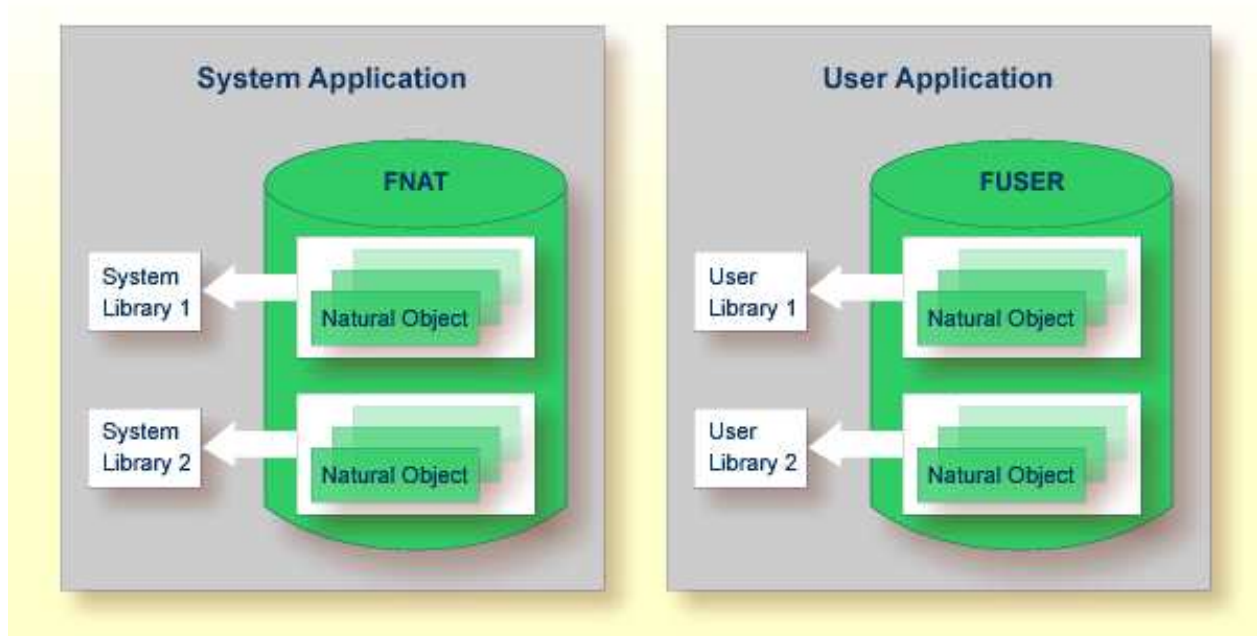 System Application
FNAT
System
Library 1
Natural Object
System
Library 2
Natural Object
User Application
FUSER
User
Library 1
Natural Object
User
Library 2
Natural Object